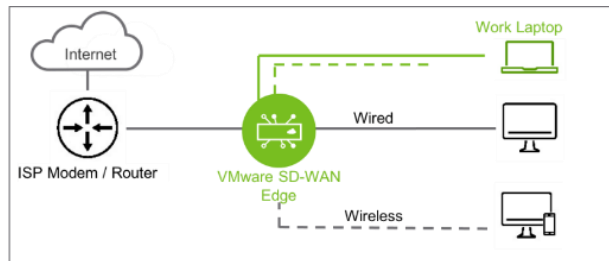 Work Laptop
Internet
Wired
ISP Modem / Router
VMware SD-WAN
Edge
Wireless